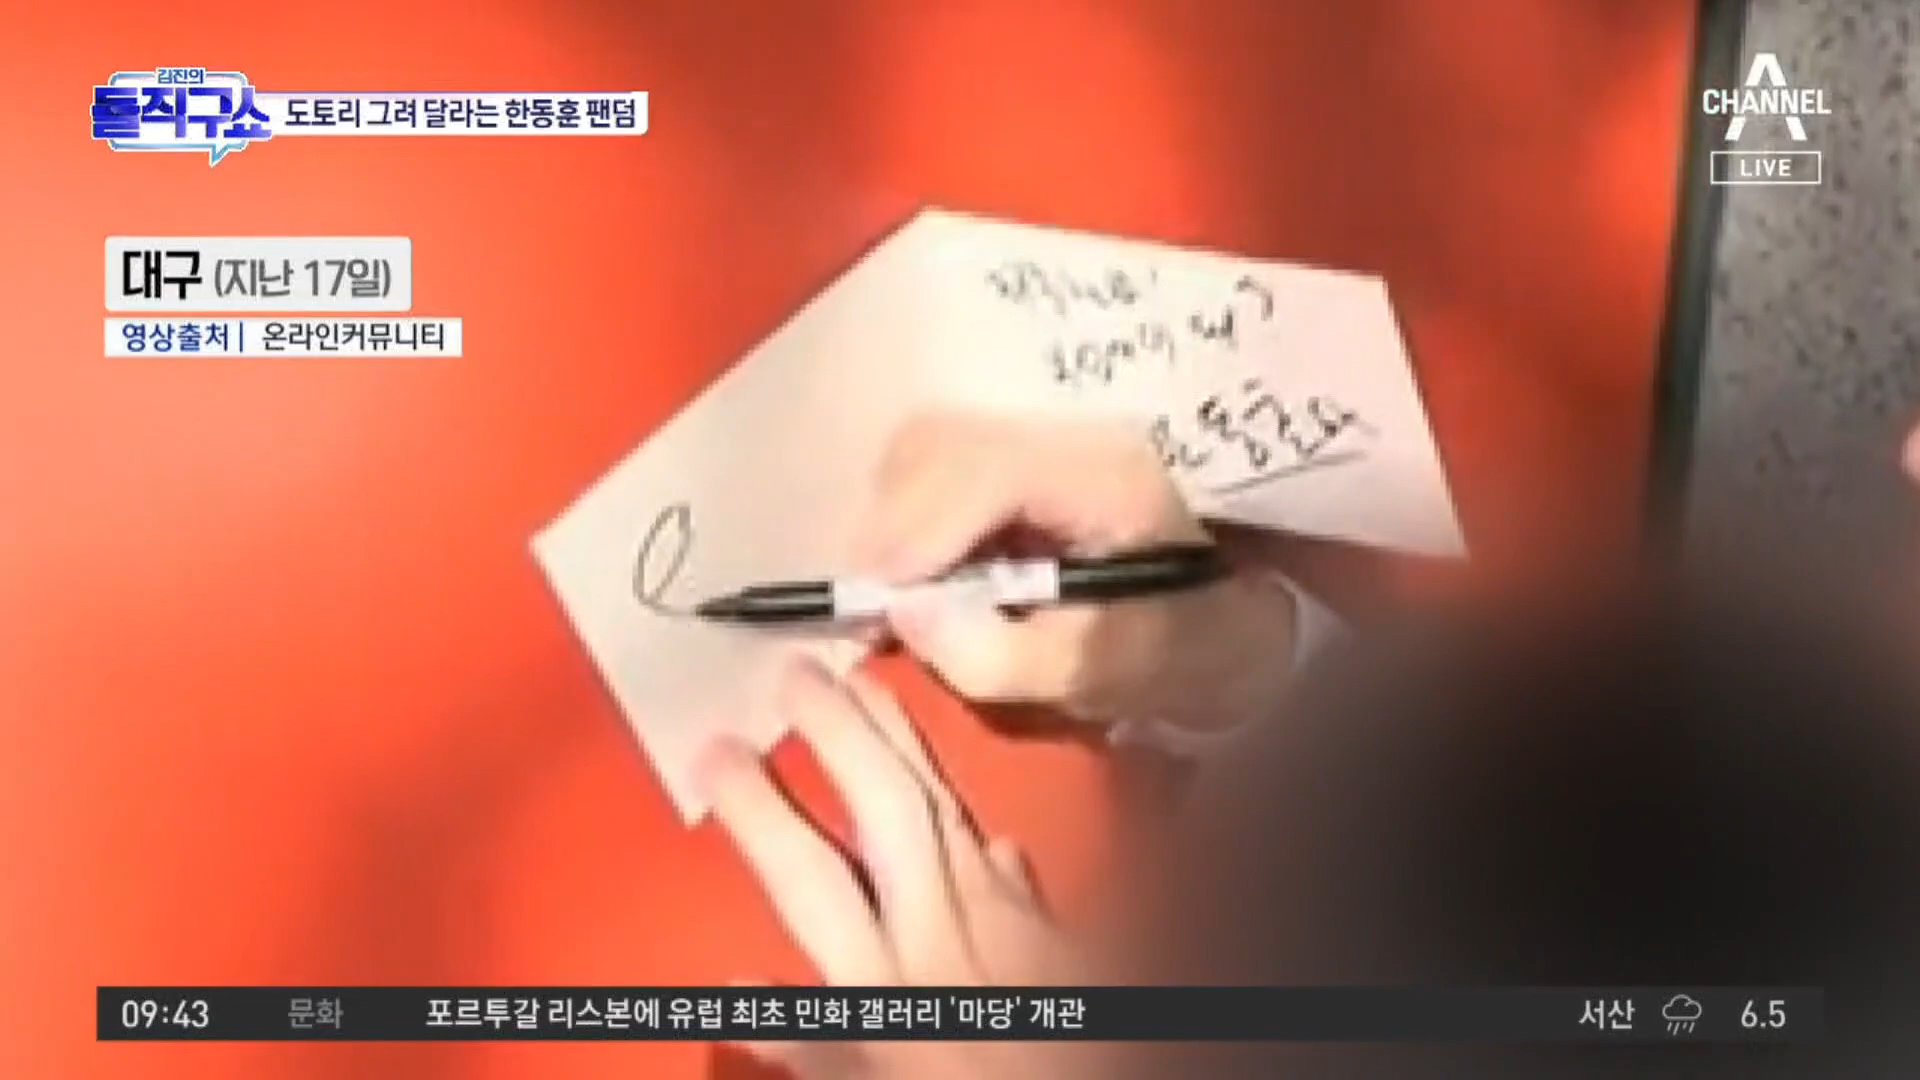 김진의
돌직구쇼
도토리 그려 달라는 한동훈 팬덤
CHANNEL A
LIVE
대구 (지난 17일)
영상출처| 온라인커뮤니티
09:43 문화 포르투갈 리스본에 유럽 최초 민화 갤러리 '마당' 개관 서산 6.5